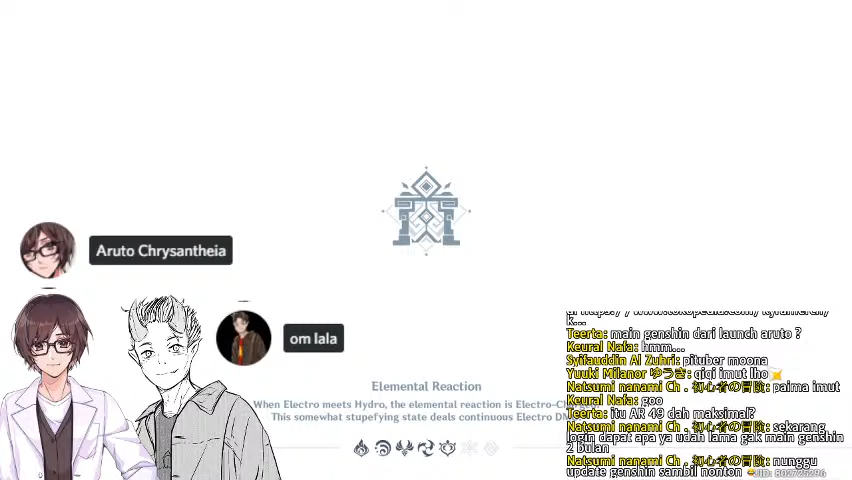 Aruto Chrysantheia
om lala
Elemental Reaction
When Electro meets Hydro, the elemental reaction is
This somewhat stupefying state deals continuous Electro
k...
Teerta: main genshin dari launch aruto ?
Keural Nafa: hmm...
Syifauddin Al Zuhri: pituber moona
Yuuki Milanor ゆうき: qiqi imut lho
Natsumi nanami Ch . 初心者の冒険: paima imut
Keural Nafa: goo
Teerta: itu AR 49 dah maksimal?
Natsumi nanami Ch . 初心者の冒険: sekarang
login dapat apa ya udah lama gak main genshin
2 bulan
Natsumi nanami Ch . 初心者の冒険: nunggu
update genshin sambil nonton